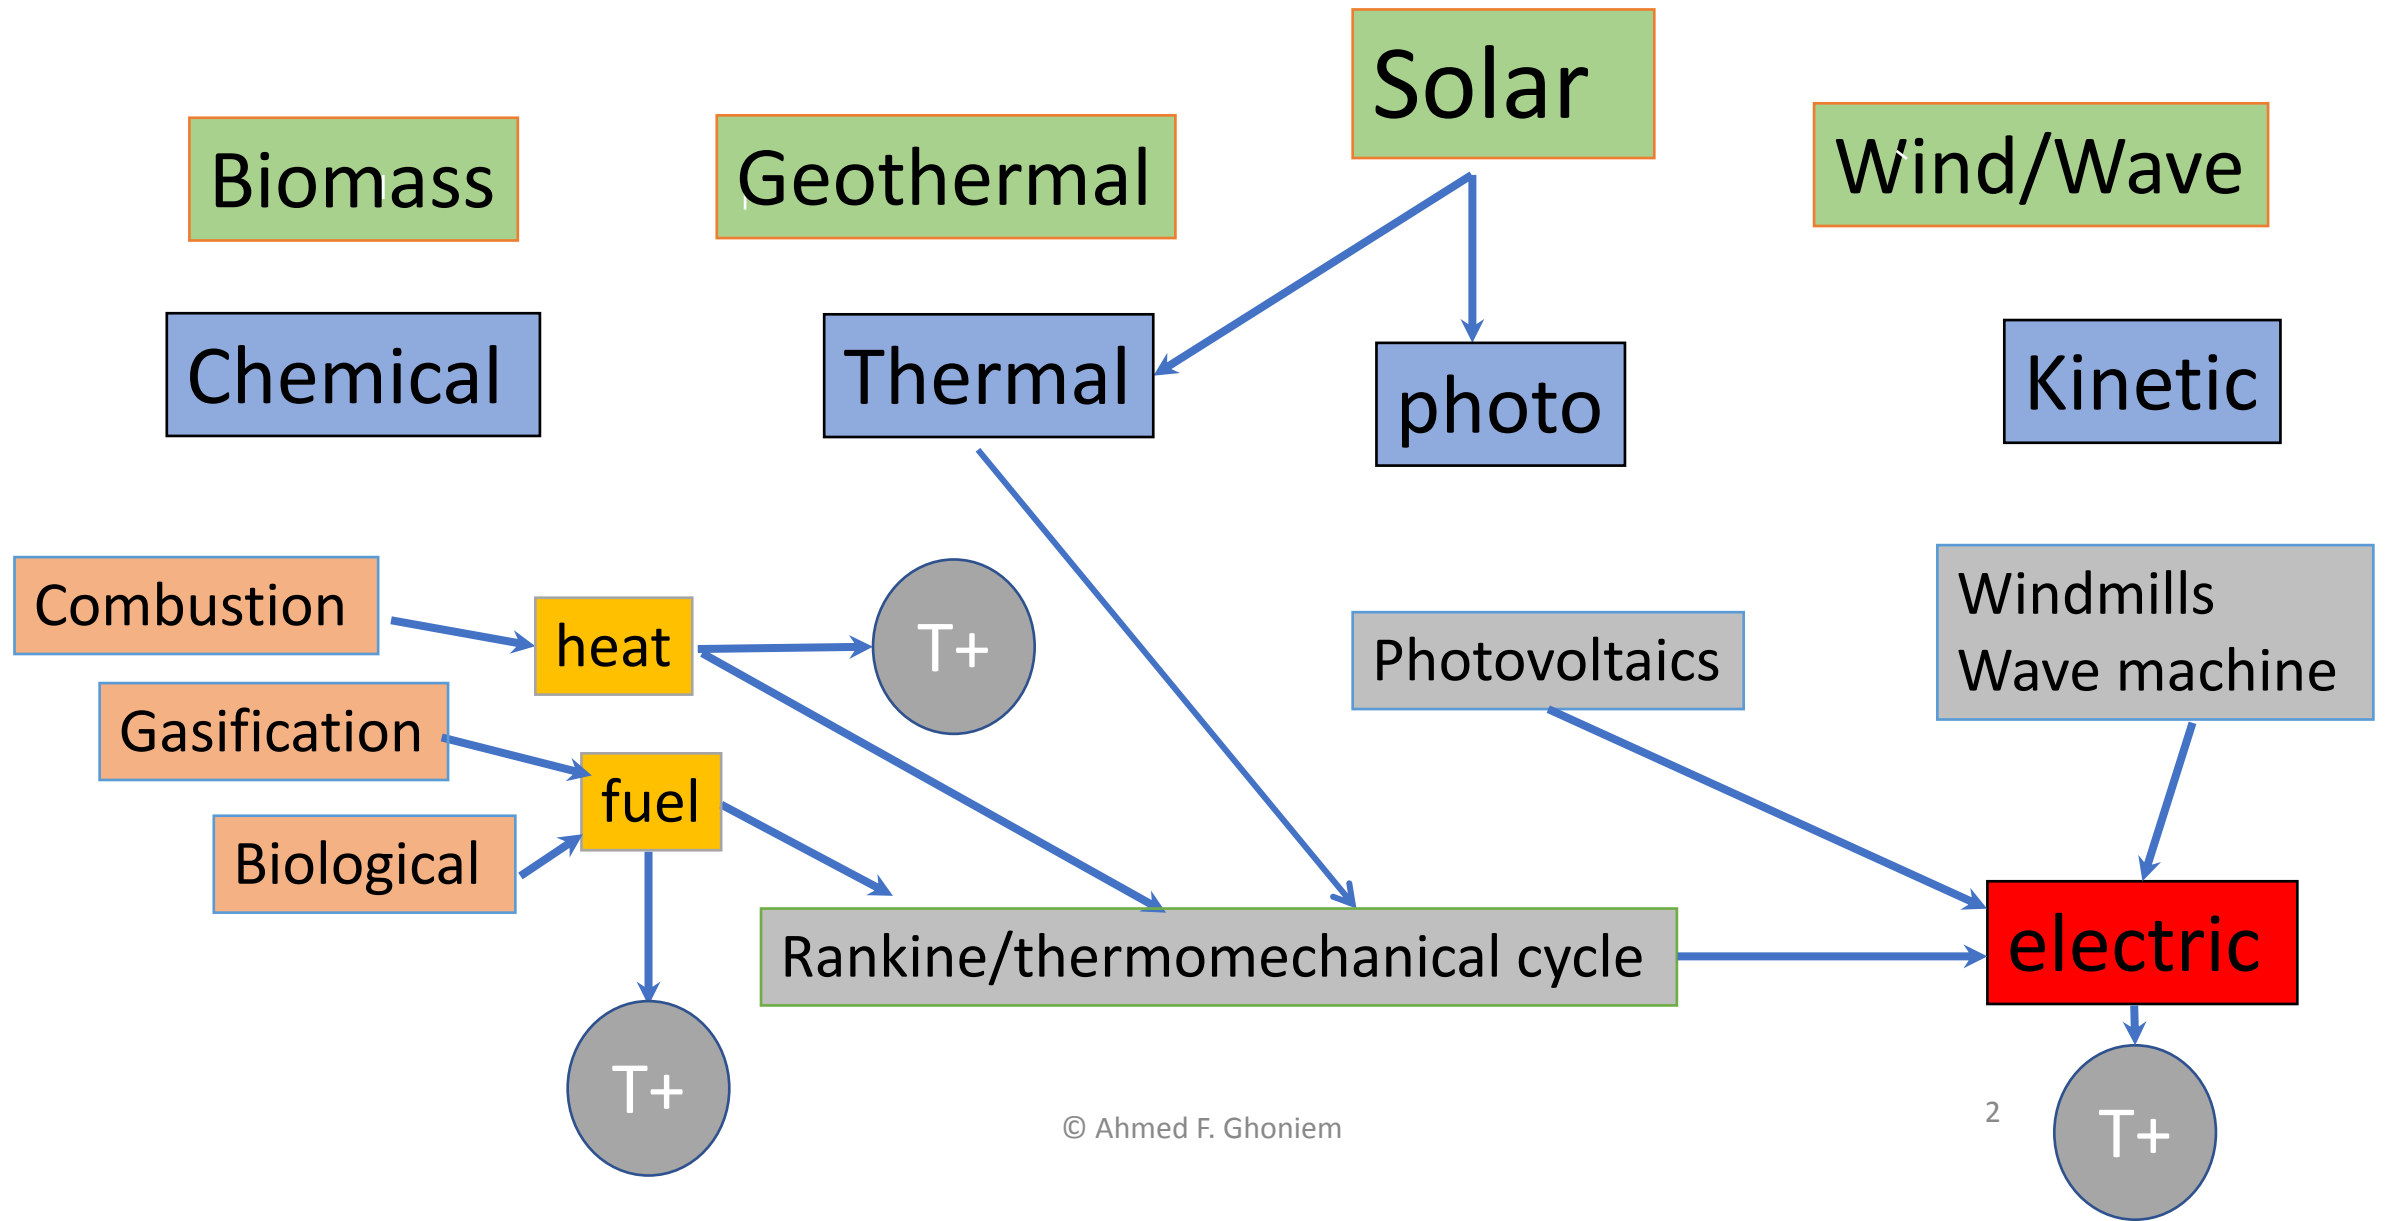 Solar
Biomass
Geothermal
Wind/Wave
Chemical
Thermal
photo
Kinetic
Combustion
heat
T+
Photovoltaics
Windmills
Wave machine
Gasification
fuel
Biological
Rankine/thermomechanical cycle
electric
T+
© Ahmed F. Ghoniem
2
T+